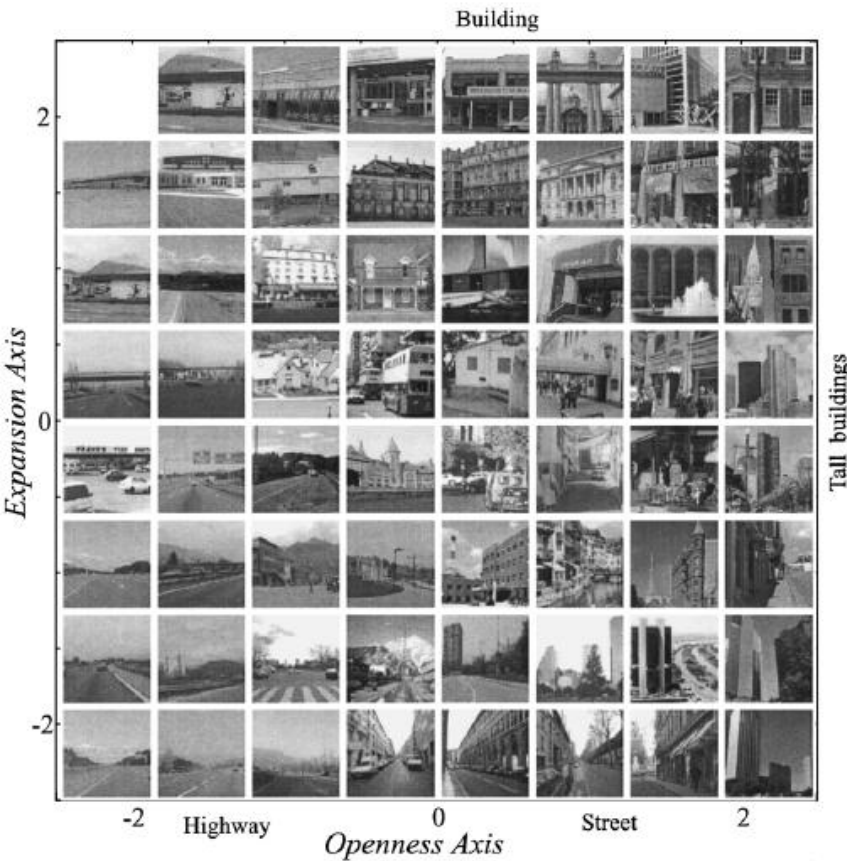 Building
2
0
-2
Expansion Axis
Tall buildings
-2
0
2
Highway
Street
Openness Axis